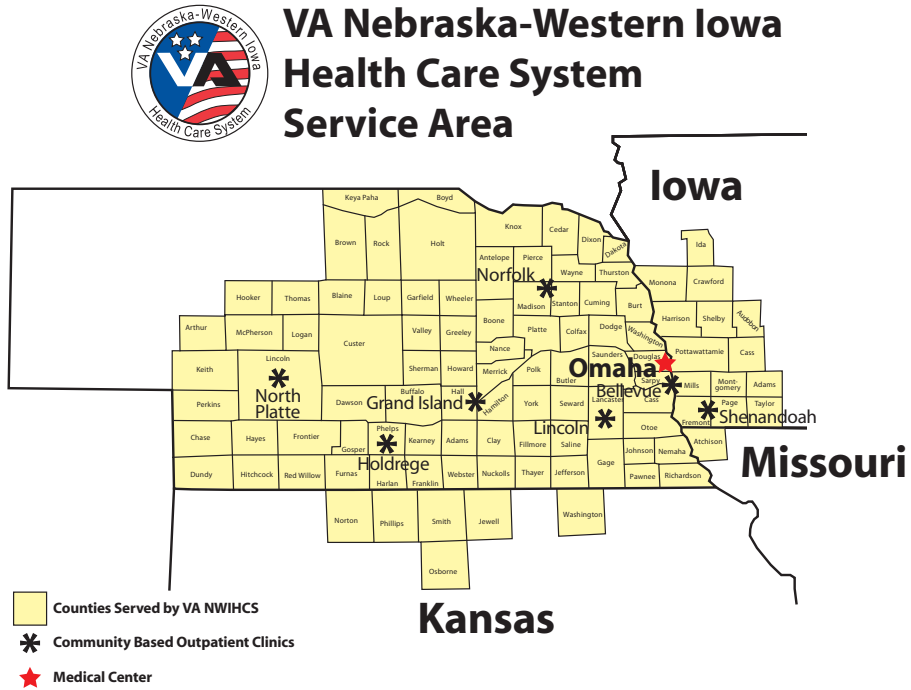 VA Nebraska-Western Iowa
Health Care System
VA
VA Nebraska-Western Iowa
Health Care System
Service Area
Iowa
Keya Paha
Boyd
Knox
Cedar
Dixon
Dakota
Brown
Rock
Holt
Antelope
Pierce
Ida
Norfolk
Wayne
Thurston
Monona
Crawford
Hooker
Thomas
Blaine
Loup
Garfield
Wheeler
Madison
Stanton
Cuming
Burt
Harrison
Shelby
Audbon
Arthur
McPherson
Logan
Custer
Valley
Greeley
Boone
Platte
Colfax
Dodge
Washington
Nance
Saunders
Douglas
Pottawattamie
Cass
Keith
Lincoln
Sherman
Howard
Merrick
Polk
Butler
Omaha
Sarpy
Bellevue
Mills
Mont-
gomery
Adams
North
Platte
Perkins
Dawson
Buffalo
Hall
Grand Island
Hamilton
York
Seward
Lancaster
Cass
Page
Taylor
Fremont
Shenandoah
Lincoln
Otoe
Chase
Hayes
Frontier
Gosper
Phelps
Kearney
Adams
Clay
Fillmore
Saline
Johnson
Nemaha
Atchison
Holdrege
Missouri
Dundy
Hitchcock
Red Willow
Furnas
Harlan
Franklin
Webster
Nuckolls
Thayer
Jefferson
Gage
Pawnee
Richardson
Norton
Phillips
Smith
Jewell
Washington
Osborne
Kansas
Counties Served by VA NWIHCS
Community Based Outpatient Clinics
Medical Center